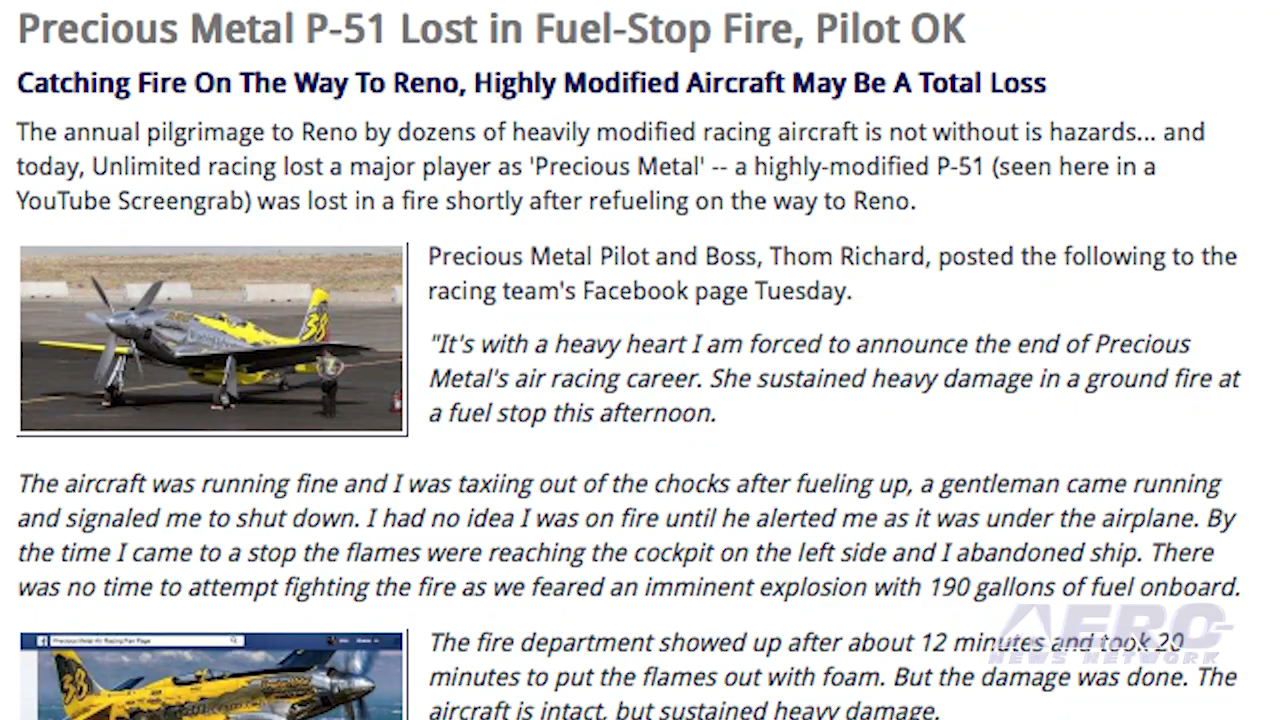 Precious Metal P-51 Lost in Fuel-Stop Fire, Pilot OK
Catching Fire On The Way To Reno, Highly Modified Aircraft May Be A Total Loss
The annual pilgrimage to Reno by dozens of heavily modified racing aircraft is not without is hazards... and
today, Unlimited racing lost a major player as 'Precious Metal' -- a highly-modified P-51 (seen here in a
YouTube Screengrab) was lost in a fire shortly after refueling on the way to Reno.
Precious Metal Pilot and Boss, Thom Richard, posted the following to the
racing team's Facebook page Tuesday.
"It's with a heavy heart I am forced to announce the end of Precious
Metal's air racing career. She sustained heavy damage in a ground fire at
a fuel stop this afternoon.
38
The aircraft was running fine and I was taxiing out of the chocks after fueling up, a gentleman came running
and signaled me to shut down. I had no idea I was on fire until he alerted me as it was under the airplane. By
the time I came to a stop the flames were reaching the cockpit on the left side and I abandoned ship. There
was no time to attempt fighting the fire as we feared an imminent explosion with 190 gallons of fuel onboard.
Precious Metal Air Racing Fan Page
38
The fire department showed up after about 12 minutes and took 20
minutes to put the flames out with foam. But the damage was done. The
aircraft is intact, but sustained heavy damage.
AERO
NEWS NETWORK